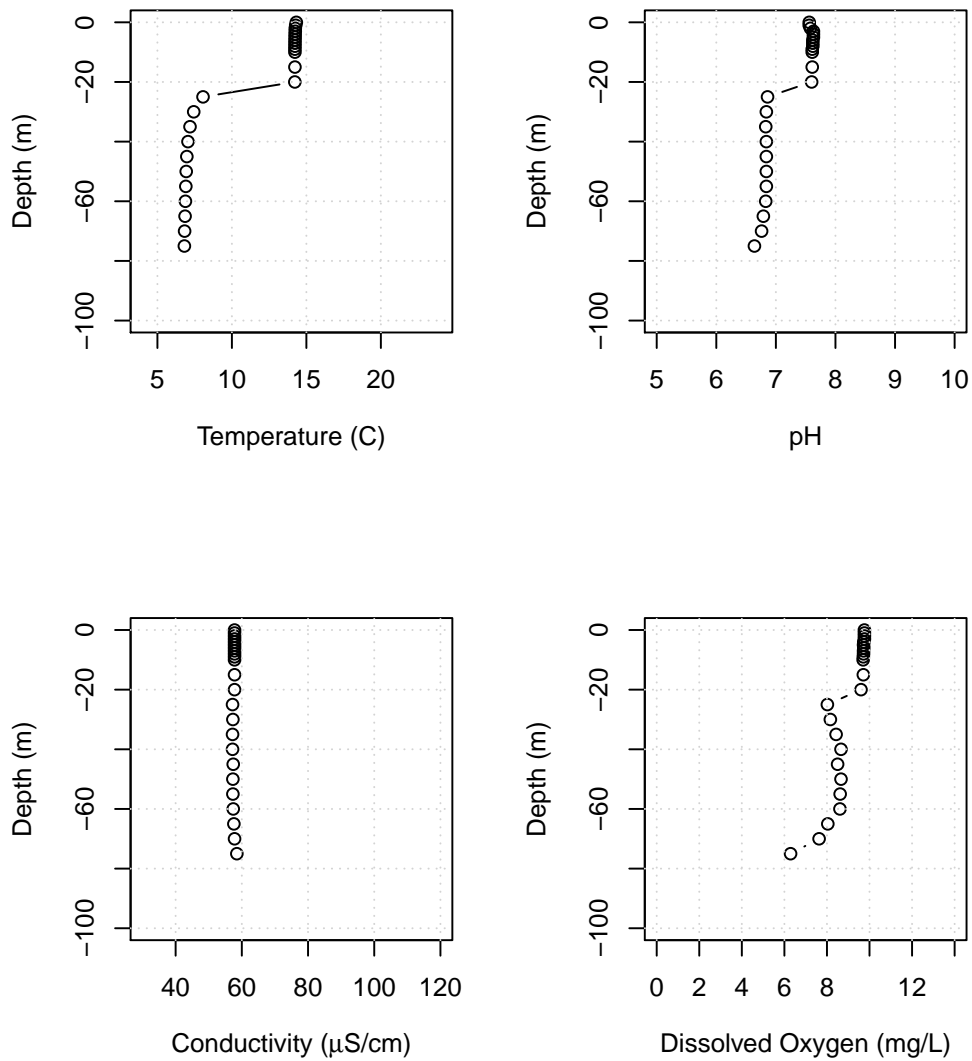 0
−20
−60
−100
Depth (m)
5 10 15 20
Temperature (C)
0
−20
−60
−100
Depth (m)
5 6 7 8 9 10
pH
0
−20
−60
−100
Depth (m)
40 60 80 100 120
Conductivity (µS/cm)
0
−20
−60
−100
Depth (m)
0 2 4 6 8 12
Dissolved Oxygen (mg/L)